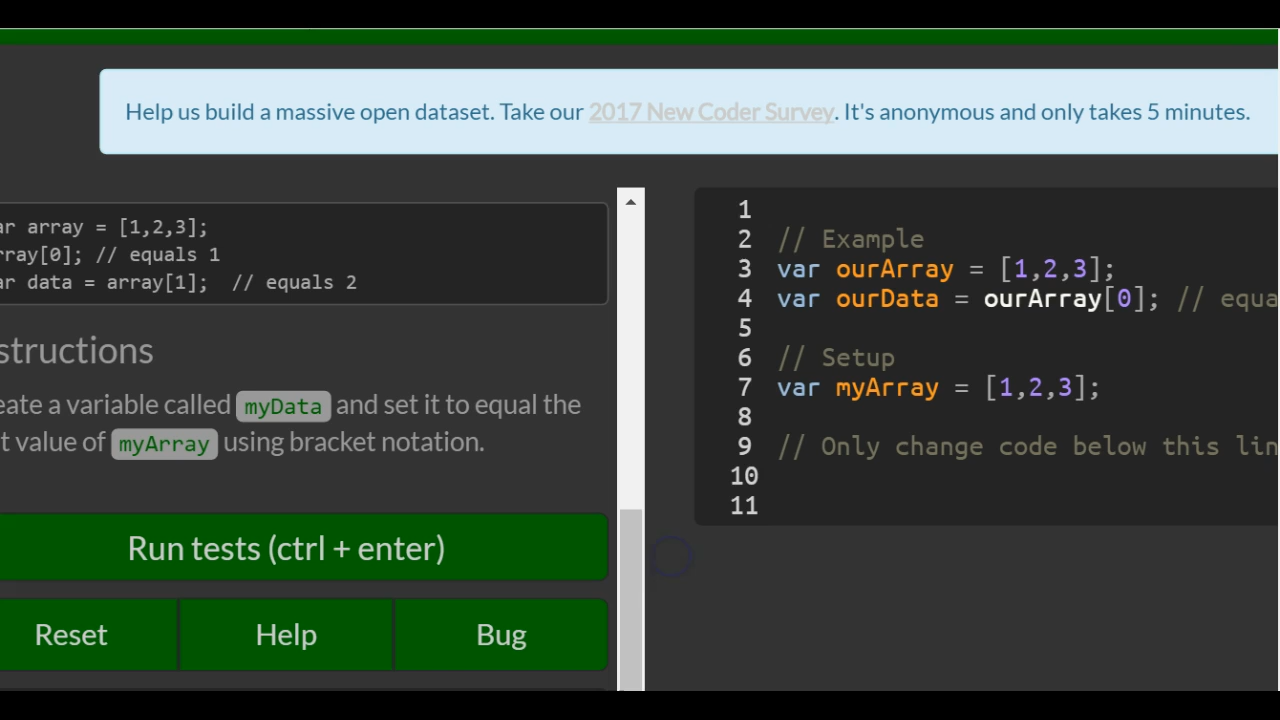 Help us build a massive open dataset. Take our 2017 New Coder Survey. It's anonymous and only takes 5 minutes.
ar array = [1,2,3];
rray[0]; // equals 1
ar data = array[1];  // equals 2
structions
eate a variable called myData and set it to equal the
t value of myArray using bracket notation.
Run tests (ctrl + enter)
Reset Help Bug
1
2 // Example
3 var ourArray = [1,2,3];
4 var ourData = ourArray[0]; // equa
5
6 // Setup
7 var myArray = [1,2,3];
8
9 // Only change code below this lin
10
11